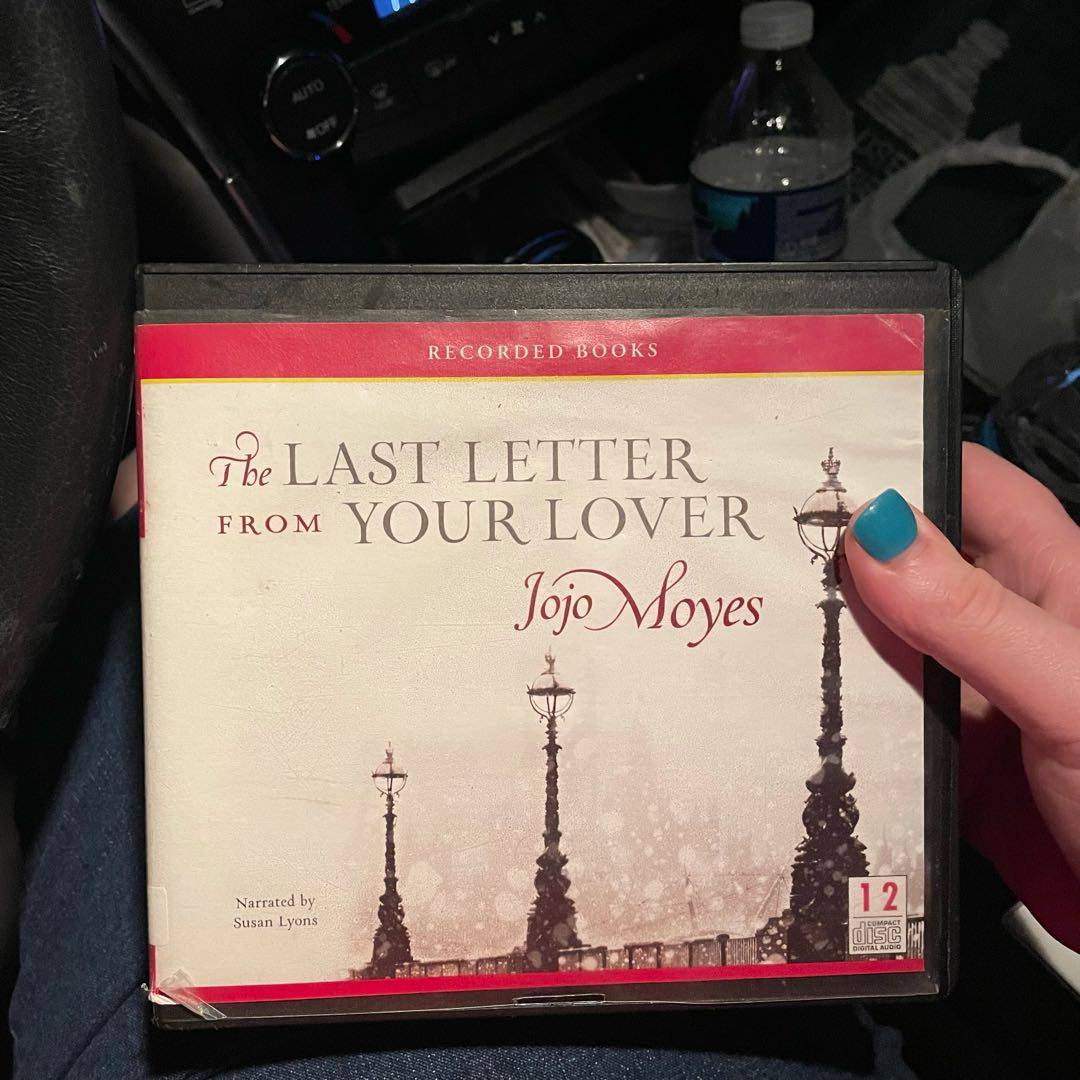 AUTO
OFF
RECORDED BOOKS
The LAST LETTER
FROM YOUR LOVER
Jojo Moyes
Narrated by
Susan Lyons
12
COMPACT
disc
DIGITAL AUDIO